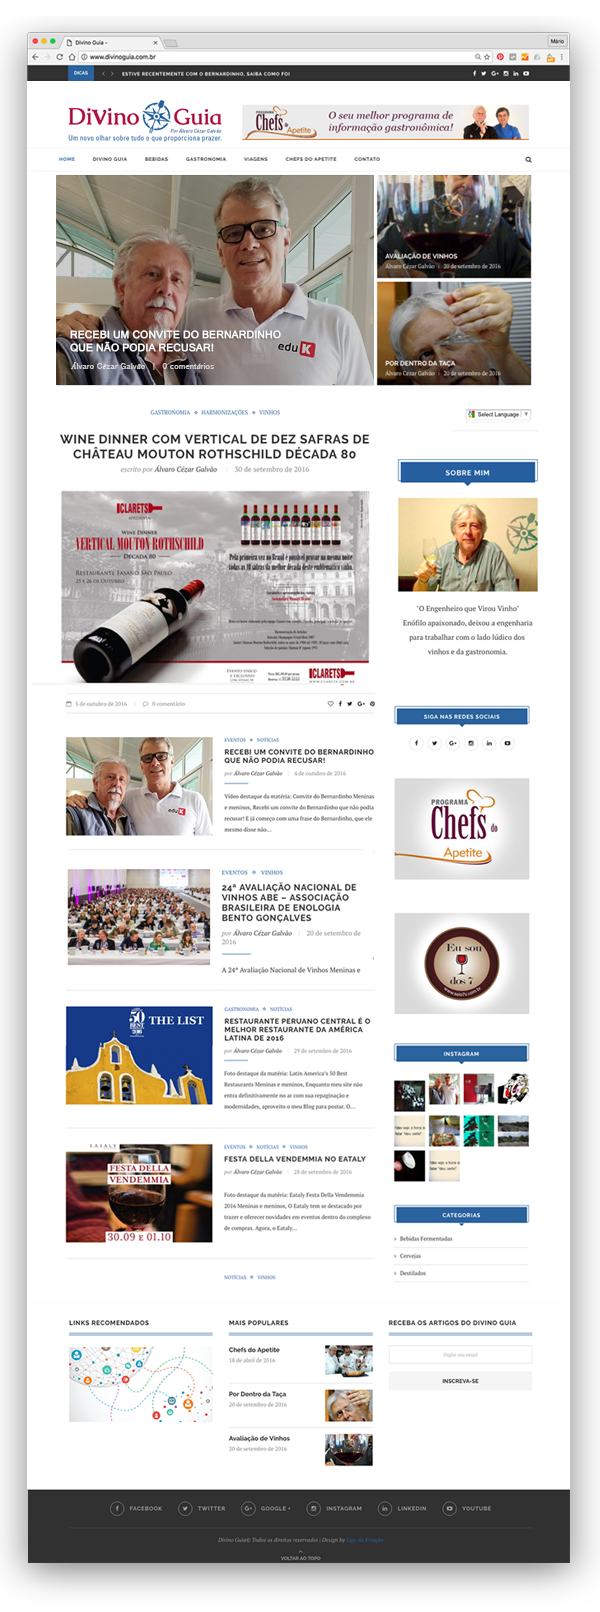 Divino Guia -
Mário
www.divinoguia.com.br
DICAS
ESTIVE RECENTEMENTE COM O BERNARDINHO, SAIBA COMO FOI
DiVino Guia
Por Álvaro Cézar Galvão
Um novo olhar sobre tudo o que proporciona prazer.
PROGRAMA
Chefs do
Apetite
O seu melhor programa de
informação gastronômica!
HOME
DIVINO GUIA
BEBIDAS
GASTRONOMIA
VIAGENS
CHEFS DO APETITE
CONTATO
RECEBI UM CONVITE DO BERNARDINHO
QUE NÃO PODIA RECUSAR!
Álvaro Cézar Galvão | 0 comentários
eduK
AVALIAÇÃO DE VINHOS
Álvaro Cézar Galvão | 20 de setembro de 2016
POR DENTRO DA TAÇA
Álvaro Cézar Galvão | 20 de setembro de 2016
GASTRONOMIA
HARMONIZAÇÕES
VINHOS
WINE DINNER COM VERTICAL DE DEZ SAFRAS DE
CHÂTEAU MOUTON ROTHSCHILD DÉCADA 80
escrito por Álvaro Cézar Galvão | 30 de setembro de 2016
CLARETS
APRESENTA:
WINE DINNER
VERTICAL MOUTON ROTHSCHILD
DÉCADA 80
RESTAURANTE FASANO SÃO PAULO
25 E 26 DE OUTUBRO
Pela primeira vez no Brasil é possível provar na mesma noite
todas as 10 safras da melhor década deste emblemático vinho.
EVENTO ÚNICO
E EXCLUSIVO
CLARETS
WWW.CLARETS.COM.BR
5 de outubro de 2016 | 0 comentário
EVENTOS
NOTÍCIAS
RECEBI UM CONVITE DO BERNARDINHO
QUE NÃO PODIA RECUSAR!
por Álvaro Cézar Galvão | 4 de outubro de 2016
eduK
Vídeo destaque da matéria: Convite do Bernardinho Meninas
e meninos, Recebi um convite do Bernardinho que não podia
recusar! E já começo com uma frase do Bernardinho, que ele
mesmo disse não...
EVENTOS
VINHOS
24ª AVALIAÇÃO NACIONAL DE
VINHOS ABE – ASSOCIAÇÃO
BRASILEIRA DE ENOLOGIA
BENTO GONÇALVES
por Álvaro Cézar Galvão | 20 de setembro de
2016
A 24ª Avaliação Nacional de Vinhos Meninas e
50 BEST
THE LIST
GASTRONOMIA
NOTÍCIAS
RESTAURANTE PERUANO CENTRAL É O
MELHOR RESTAURANTE DA AMÉRICA
LATINA DE 2016
por Álvaro Cézar Galvão | 29 de setembro de 2016
Foto destaque da matéria: Latin America's 50 Best
Restaurants Meninas e meninos, Enquanto meu site não
entra definitivamente no ar com sua repaginação e
modernidades, aproveito o meu Blog para postar. O...
EATALY
FESTA DELLA
VENDEMMIA
30.09 E 01.10
EVENTOS
NOTÍCIAS
VINHOS
FESTA DELLA VENDEMMIA NO EATALY
por Álvaro Cézar Galvão | 28 de setembro de 2016
Foto destaque da matéria: Eataly Festa Della Vendemmia
2016 Meninas e meninos, O Eataly tem se destacado por
trazer e oferecer novidades em eventos dentro do complexo
de compras. Agora, o Eataly...
NOTÍCIAS
VINHOS
Select Language
SOBRE MIM
"O Engenheiro que Virou Vinho"
Enófilo apaixonado, deixou a engenharia
para trabalhar com o lado lúdico dos
vinhos e da gastronomia.
SIGA NAS REDES SOCIAIS
PROGRAMA
Chefs do
Apetite
Eu sou
dos 7
INSTAGRAM
CATEGORIAS
Bebidas Fermentadas
Cervejas
Destilados
LINKS RECOMENDADOS
MAIS POPULARES
Chefs do Apetite
18 de abril de 2016
Por Dentro da Taça
20 de setembro de 2016
Avaliação de Vinhos
20 de setembro de 2016
RECEBA OS ARTIGOS DO DIVINO GUIA
Digite seu email
INSCREVA-SE
FACEBOOK
TWITTER
GOOGLE +
INSTAGRAM
LINKEDIN
YOUTUBE
Divino Guia© Todos os direitos reservados | Design by Liga da Criação
VOLTAR AO TOPO